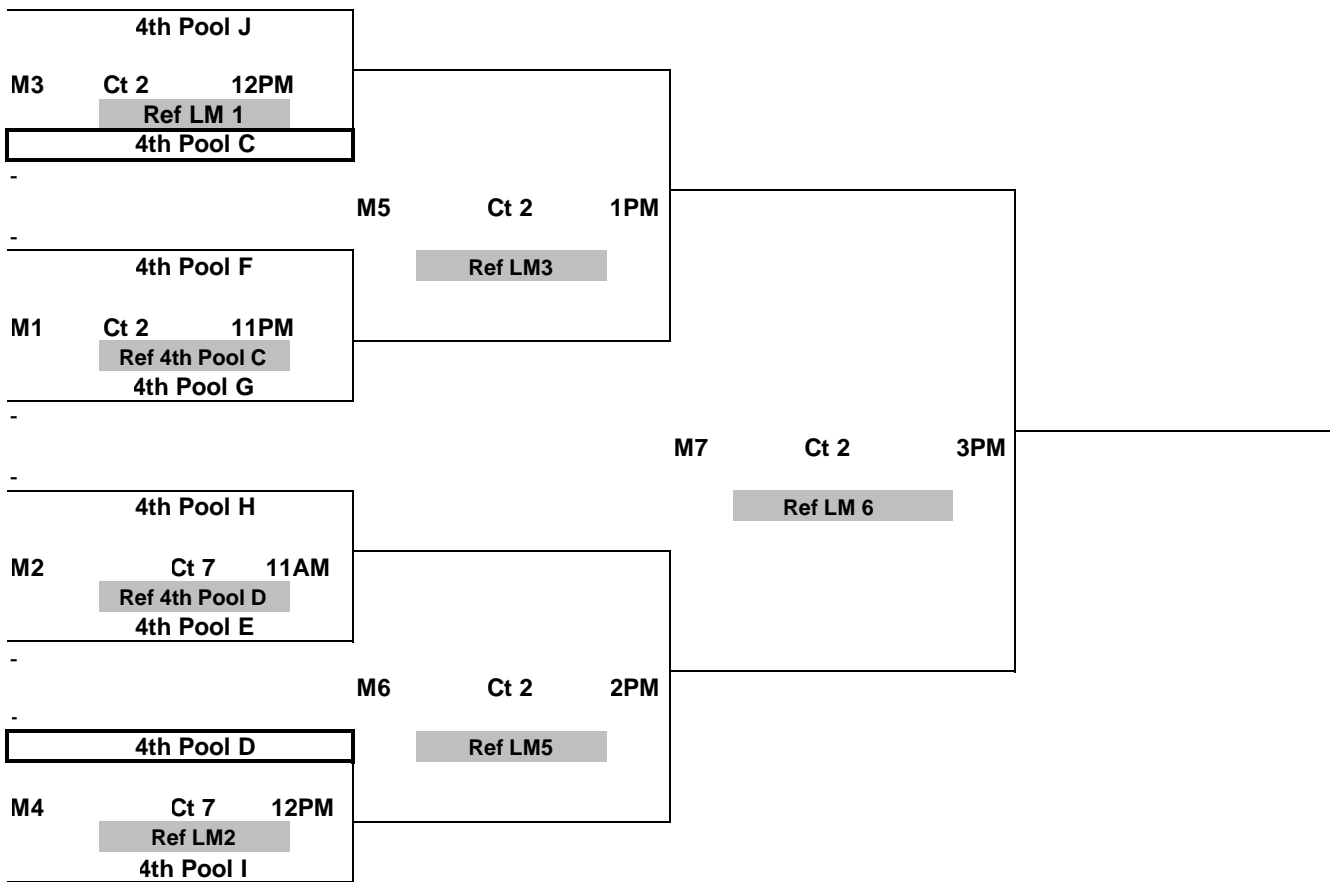 4th Pool J
M3 Ct 2 12PM
Ref LM 1
4th Pool C
-
M5 Ct 2 1PM
-
4th Pool F
Ref LM3
M1 Ct 2 11PM
Ref 4th Pool C
4th Pool G
-
M7 Ct 2 3PM
-
4th Pool H
Ref LM 6
M2 Ct 7 11AM
Ref 4th Pool D
4th Pool E
-
M6 Ct 2 2PM
-
4th Pool D
Ref LM5
M4 Ct 7 12PM
Ref LM2
4th Pool I